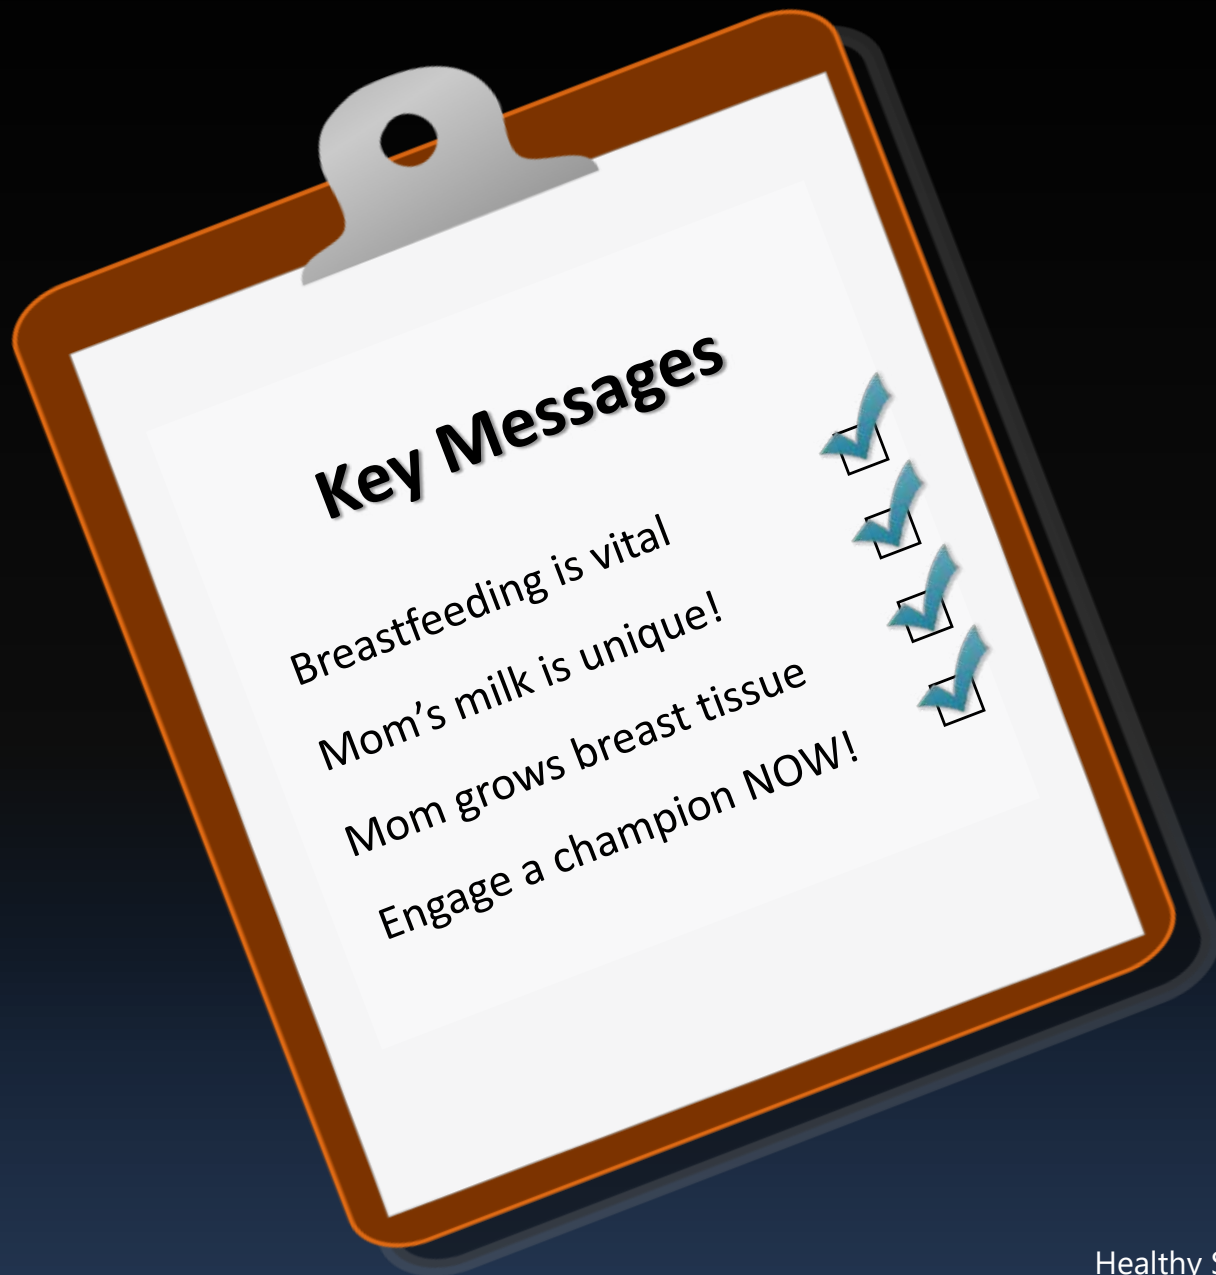 Key Messages
Breastfeeding is vital
Mom’s milk is unique!
Mom grows breast tissue
Engage a champion NOW!
Healthy